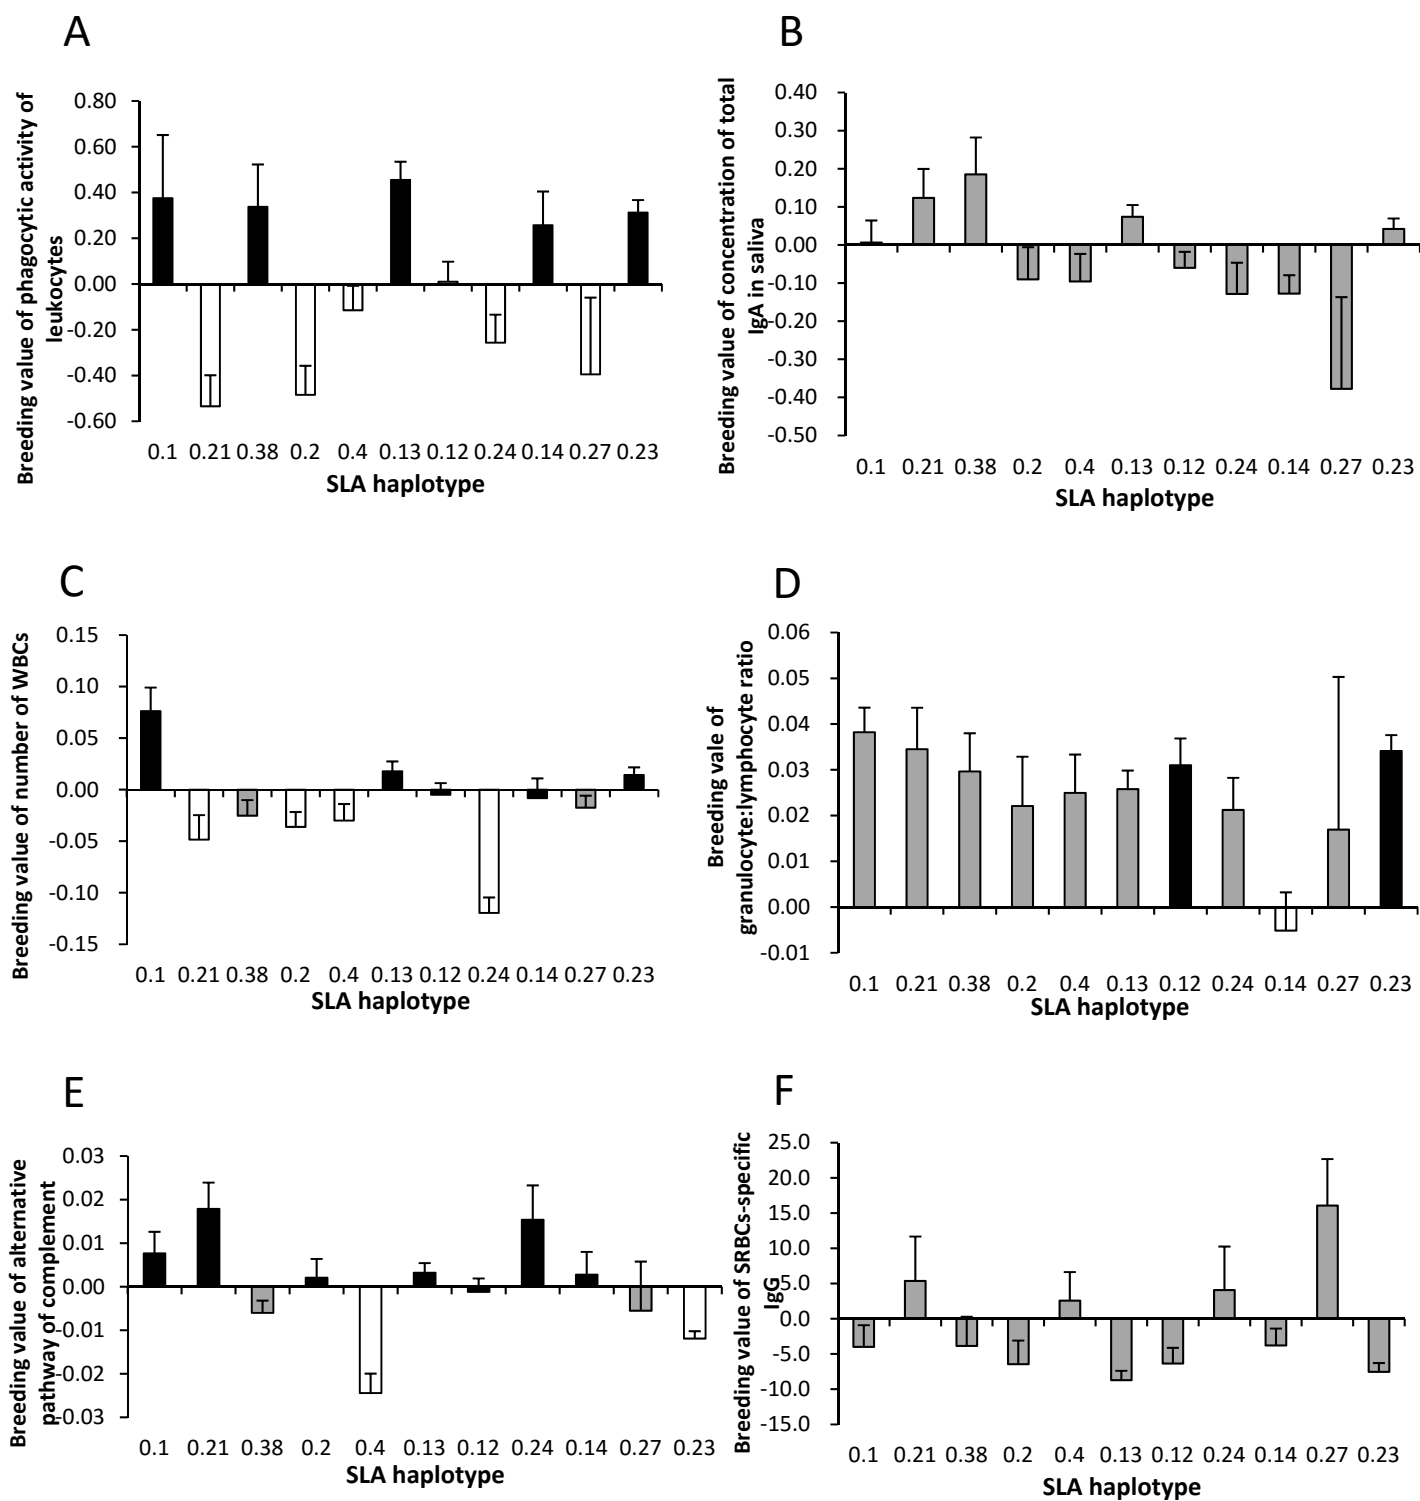 A
Breeding value of phagocytic activity of
leukocytes
0.80
0.60
0.40
0.20
0.00
-0.20
-0.40
-0.60
0.1 0.21 0.38 0.2 0.4 0.13 0.12 0.24 0.14 0.27 0.23
SLA haplotype
B
Breeding value of concentration of total
IgA in saliva
0.40
0.30
0.20
0.10
0.00
-0.10
-0.20
-0.30
-0.40
-0.50
0.1 0.21 0.38 0.2 0.4 0.13 0.12 0.24 0.14 0.27 0.23
SLA haplotype
C
Breeding value of number of WBCs
0.15
0.10
0.05
0.00
-0.05
-0.10
-0.15
0.1 0.21 0.38 0.2 0.4 0.13 0.12 0.24 0.14 0.27 0.23
SLA haplotype
D
Breeding vale of
granulocyte:lymphocyte ratio
0.06
0.05
0.04
0.03
0.02
0.01
0.00
-0.01
0.1 0.21 0.38 0.2 0.4 0.13 0.12 0.24 0.14 0.27 0.23
SLA haplotype
E
Breeding value of alternative
pathway of complement
0.03
0.02
0.01
0.00
-0.01
-0.02
-0.03
0.1 0.21 0.38 0.2 0.4 0.13 0.12 0.24 0.14 0.27 0.23
SLA haplotype
F
Breeding value of SRBCs-specific
IgG
25.0
20.0
15.0
10.0
5.0
0.0
-5.0
-10.0
-15.0
0.1 0.21 0.38 0.2 0.4 0.13 0.12 0.24 0.14 0.27 0.23
SLA haplotype